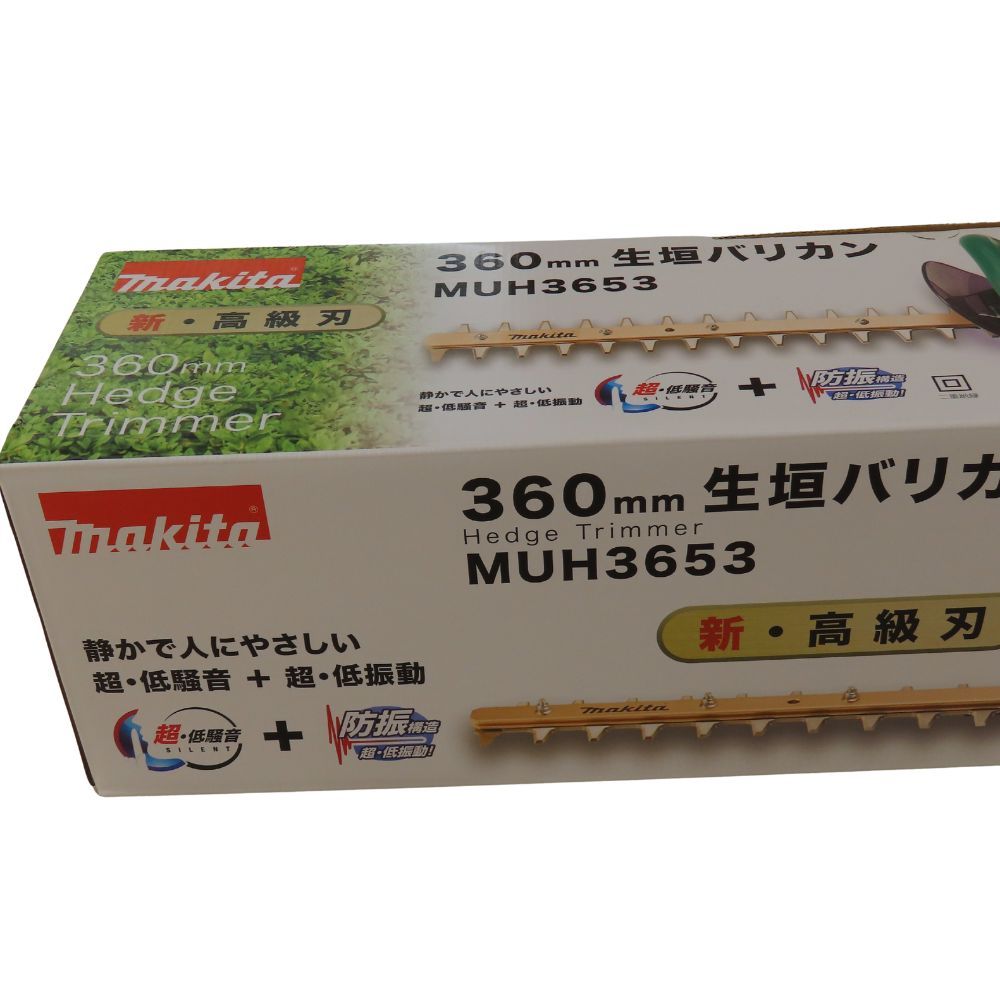 makita®
新・高級刃
360mm
Hedge
Trimmer
360mm 生垣バリカン
MUH3653
makita
静かで人にやさしい
超・低騒音 + 超・低振動
超・低騒音
SILENT
+
防振構造
超・低振動!
二重絶縁
makita®
360mm 生垣バリカ
Hedge Trimmer
MUH3653
新・高級刃
makita
静かで人にやさしい
超・低騒音 + 超・低振動
超・低騒音
SILENT
+
防振構造
超・低振動!